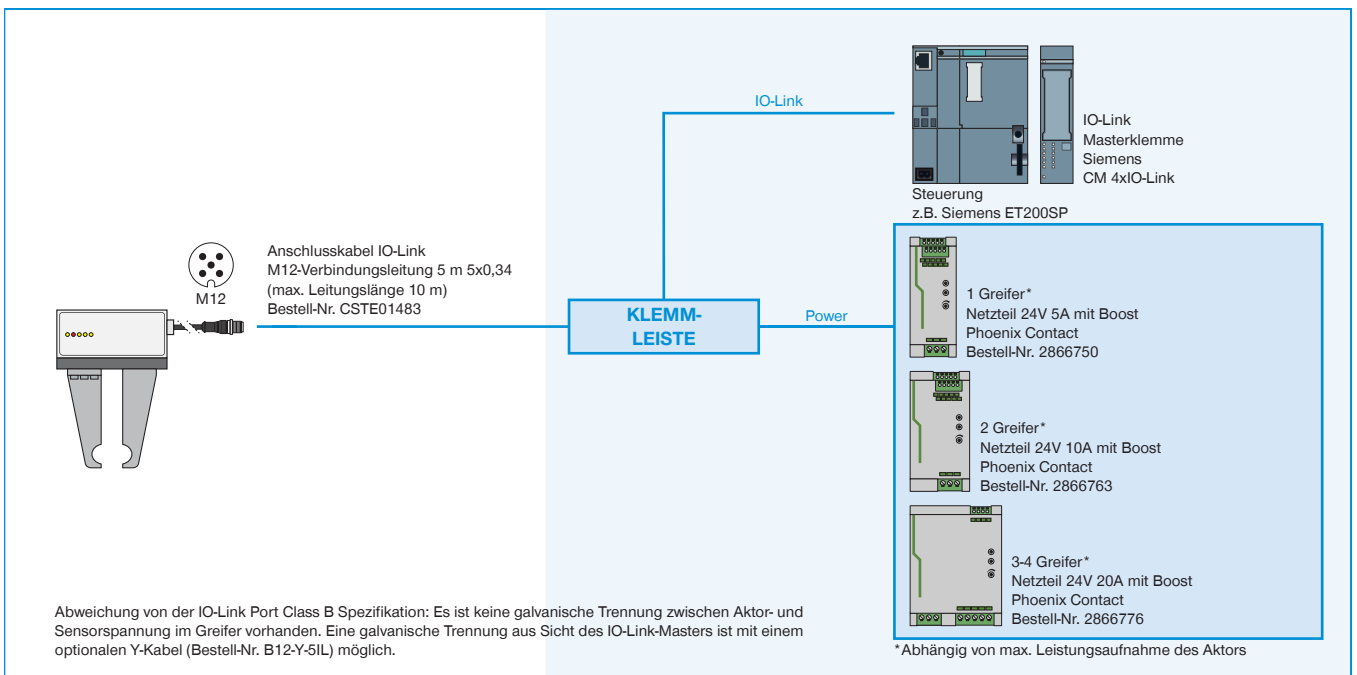 IO-Link
IO-Link
Masterklemme
Siemens
CM 4xIO-Link
Steuerung
z.B. Siemens ET200SP
M12
Anschlusskabel IO-Link
M12-Verbindungsleitung 5 m 5x0,34
(max. Leitungslänge 10 m)
Bestell-Nr. CSTE01483
KLEMM-
LEISTE
Power
1 Greifer*
Netzteil 24V 5A mit Boost
Phoenix Contact
Bestell-Nr. 2866750
2 Greifer*
Netzteil 24V 10A mit Boost
Phoenix Contact
Bestell-Nr. 2866763
3-4 Greifer*
Netzteil 24V 20A mit Boost
Phoenix Contact
Bestell-Nr. 2866776
*Abhängig von max. Leistungsaufnahme des Aktors
Abweichung von der IO-Link Port Class B Spezifikation: Es ist keine galvanische Trennung zwischen Aktor- und
Sensorspannung im Greifer vorhanden. Eine galvanische Trennung aus Sicht des IO-Link-Masters ist mit einem
optionalen Y-Kabel (Bestell-Nr. B12-Y-5IL) möglich.